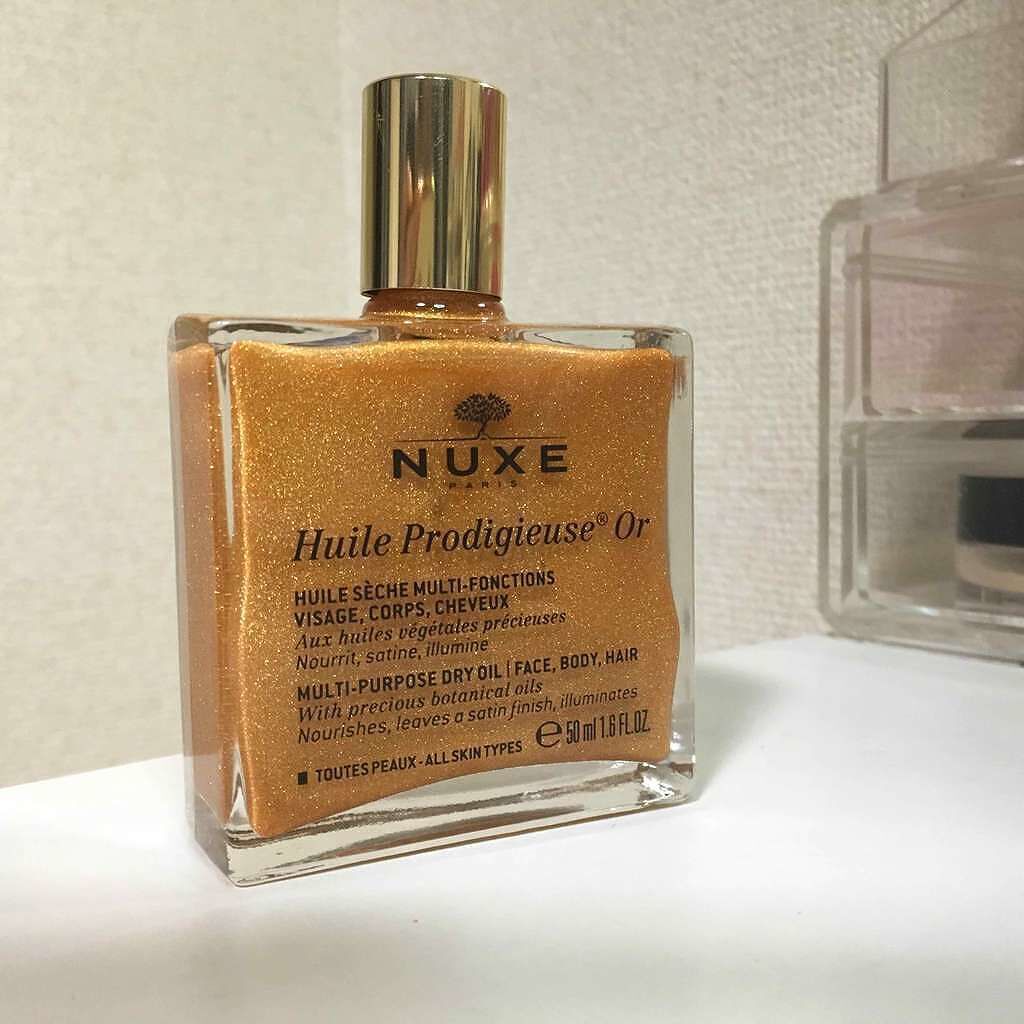 NUXE
PARIS
Huile Prodigieuse® Or
HUILE SÈCHE MULTI-FONCTIONS
VISAGE, CORPS, CHEVEUX
Aux huiles végétales précieuses
Nourrit, satine, illumine
MULTI-PURPOSE DRY OIL | FACE, BODY, HAIR
With precious botanical oils
Nourishes, leaves a satin finish, illuminates
℮ 50 ml 1.6 FL.OZ.
TOUTES PEAUX - ALL SKIN TYPES